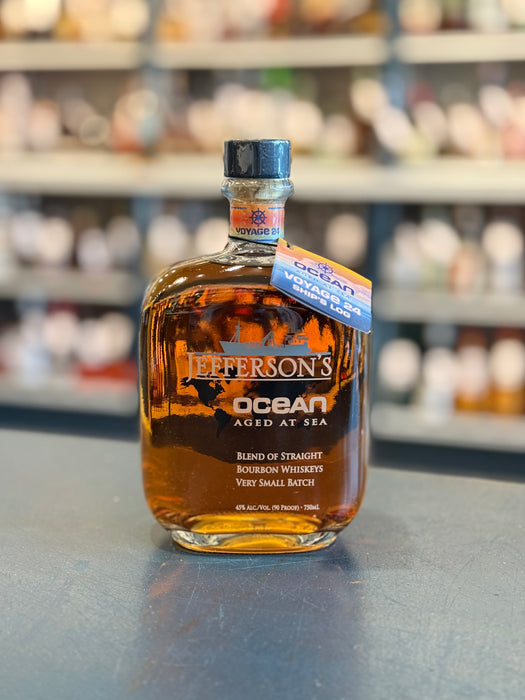 VOYAGE 24
OCEAN
VOYAGE 24
SHIP'S LOG
JEFFERSON'S
OCEAN
AGED AT SEA
BLEND OF STRAIGHT
BOURBON WHISKEYS
VERY SMALL BATCH
45% ALC./VOL. (90 PROOF) • 750ML